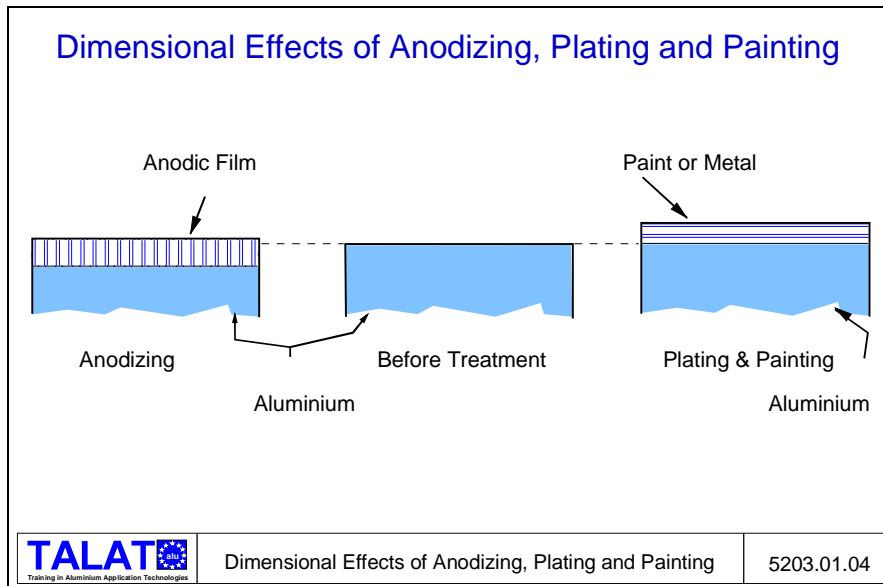 Dimensional Effects of Anodizing, Plating and Painting
Anodic Film
Paint or Metal
Anodizing
Before Treatment
Plating & Painting
Aluminium
Aluminium
TALAT
alu
Training in Aluminium Application Technologies
Dimensional Effects of Anodizing, Plating and Painting
5203.01.04